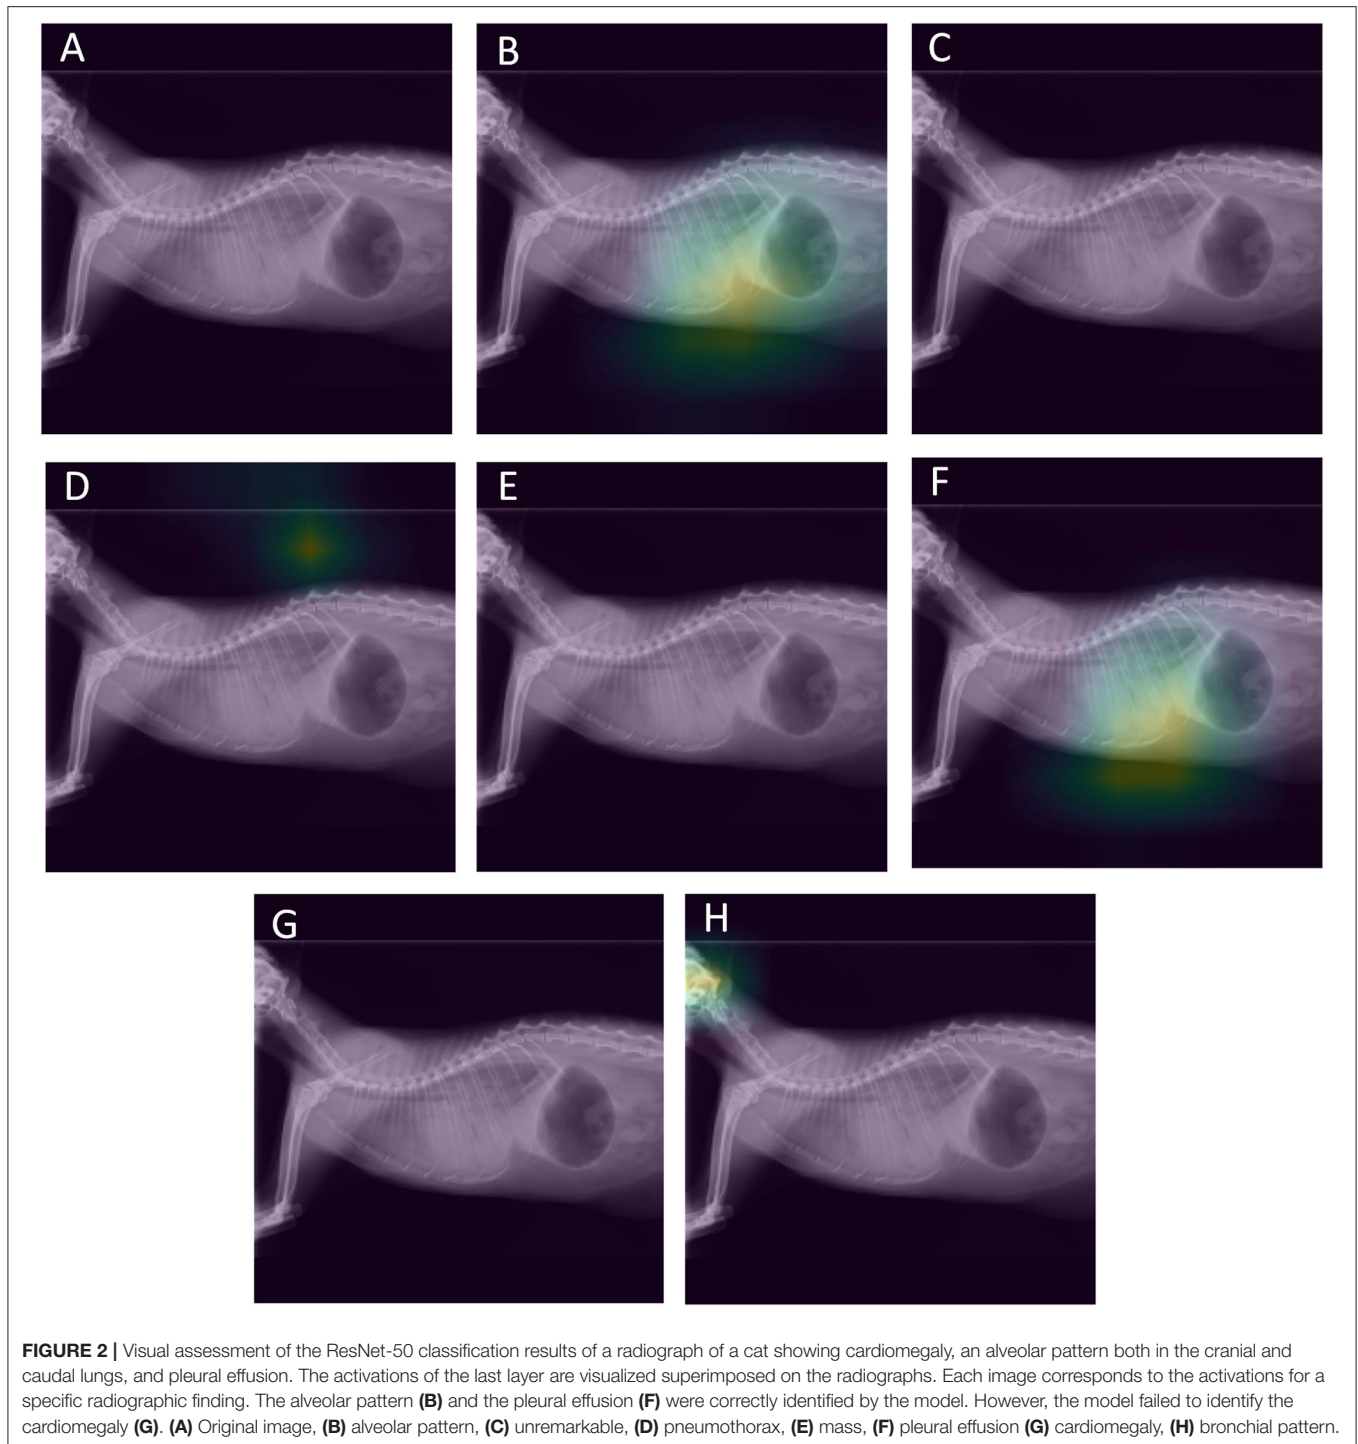 A
B
C
D
E
F
G
H
FIGURE 2 | Visual assessment of the ResNet-50 classification results of a radiograph of a cat showing cardiomegaly, an alveolar pattern both in the cranial and
caudal lungs, and pleural effusion. The activations of the last layer are visualized superimposed on the radiographs. Each image corresponds to the activations for a
specific radiographic finding. The alveolar pattern (B) and the pleural effusion (F) were correctly identified by the model. However, the model failed to identify the
cardiomegaly (G). (A) Original image, (B) alveolar pattern, (C) unremarkable, (D) pneumothorax, (E) mass, (F) pleural effusion (G) cardiomegaly, (H) bronchial pattern.